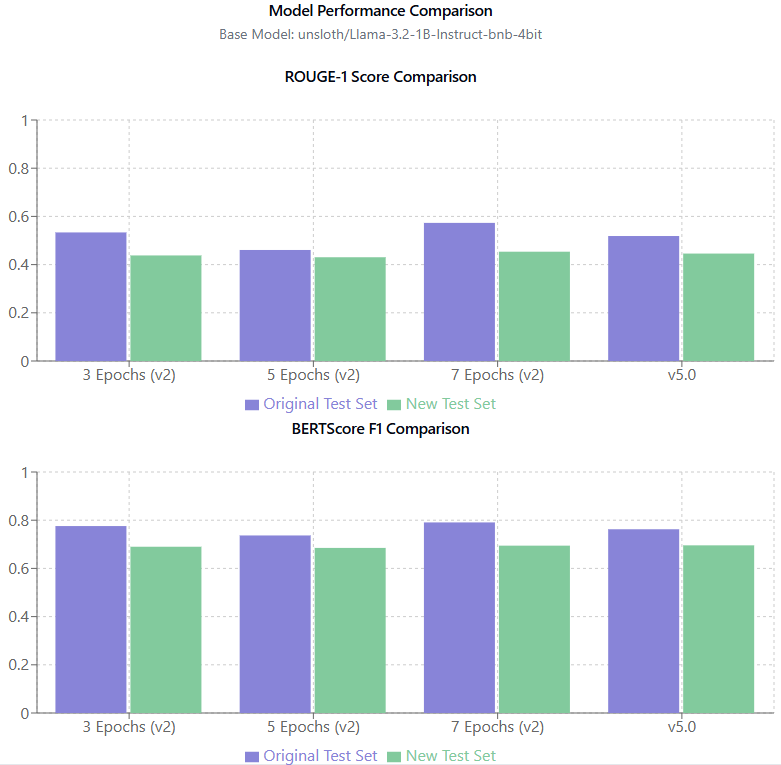 Model Performance Comparison
Base Model: unsloth/Llama-3.2-1B-Instruct-bnb-4bit
ROUGE-1 Score Comparison
1
0.8
0.6
0.4
0.2
0
3 Epochs (v2) 5 Epochs (v2) 7 Epochs (v2) v5.0
Original Test Set New Test Set
BERTScore F1 Comparison
1
0.8
0.6
0.4
0.2
0
3 Epochs (v2) 5 Epochs (v2) 7 Epochs (v2) v5.0
Original Test Set New Test Set